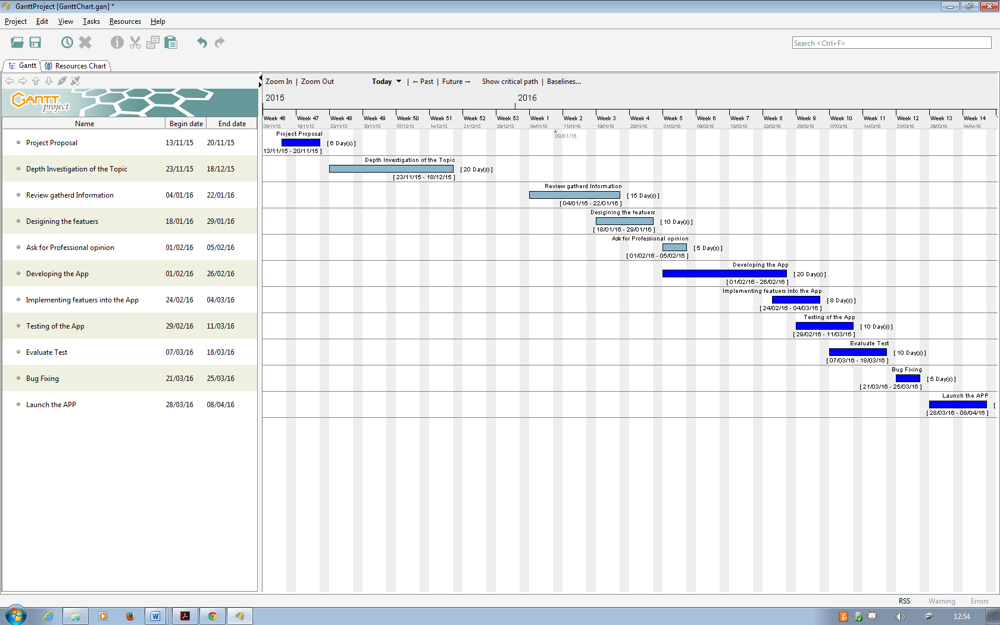 GanttProject [GanttChart.gan] *
Project Edit View Tasks Resources Help
Search <Ctrl+F>
Gantt Resources Chart
Zoom In | Zoom Out Today | ← Past | Future → Show critical path | Baselines...
GANTT project
2015 2016
Name Begin date End date
Week 46 Week 47 Week 48 Week 49 Week 50 Week 51 Week 52 Week 53 Week 1 Week 2 Week 3 Week 4 Week 5 Week 6 Week 7 Week 8 Week 9 Week 10 Week 11 Week 12 Week 13 Week 14
09/11/15 16/11/15 23/11/15 30/11/15 07/12/15 14/12/15 21/12/15 28/12/15 04/01/16 11/01/16 18/01/16 25/01/16 01/02/16 08/02/16 15/02/16 22/02/16 29/02/16 04/04/16
09/01/16
Project Proposal 13/11/15 20/11/15
Project Proposal
[ 6 Day(s) ]
13/11/15 - 20/11/15 ]
Depth Investigation of the Topic 23/11/15 18/12/15
Depth Investigation of the Topic
[ 20 Day(s) ]
[ 23/11/15 - 18/12/15 ]
Review gatherd Information 04/01/16 22/01/16
Review gatherd Information
[ 15 Day(s) ]
[ 04/01/16 - 22/01/16 ]
Desigining the featuers 18/01/16 29/01/16
Desigining the featuers
[ 10 Day(s) ]
[ 18/01/16 - 29/01/16 ]
Ask for Professional opinion 01/02/16 05/02/16
Ask for Professional opinion
[ 5 Day(s) ]
[ 01/02/16 - 05/02/16 ]
Developing the App 01/02/16 26/02/16
Developing the App
[ 20 Day(s) ]
[ 01/02/16 - 26/02/16 ]
Implementing featuers into the App 24/02/16 04/03/16
Implementing featuers into the App
[ 8 Day(s) ]
[ 24/02/16 - 04/03/16 ]
Testing of the App 29/02/16 11/03/16
Testing of the App
[ 10 Day(s) ]
[ 29/02/16 - 11/03/16 ]
Evaluate Test 07/03/16 18/03/16
Evaluate Test
[ 10 Day(s) ]
[ 07/03/16 - 18/03/16 ]
Bug Fixing 21/03/16 25/03/16
Bug Fixing
[ 5 Day(s) ]
[ 21/03/16 - 25/03/16 ]
Launch the APP 28/03/16 08/04/16
Launch the APP
[
[ 28/03/16 - 08/04/16 ]
RSS Warning Errors
12:54